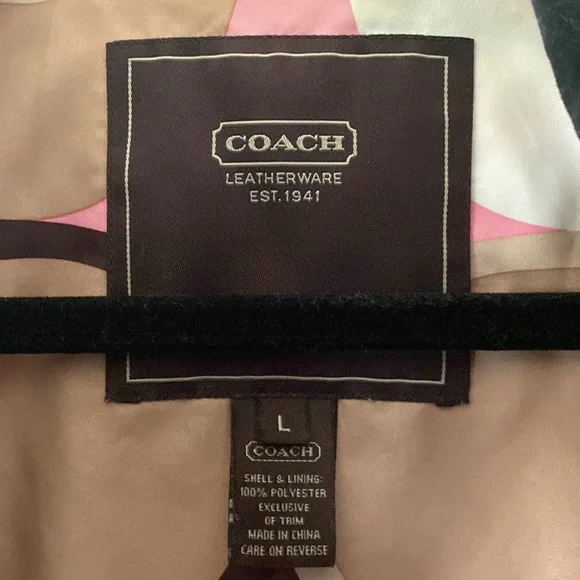 COACH
LEATHERWARE
EST. 1941
L
COACH
SHELL & LINING:
100% POLYESTER
EXCLUSIVE
OF TRIM
MADE IN CHINA
CARE ON REVERSE